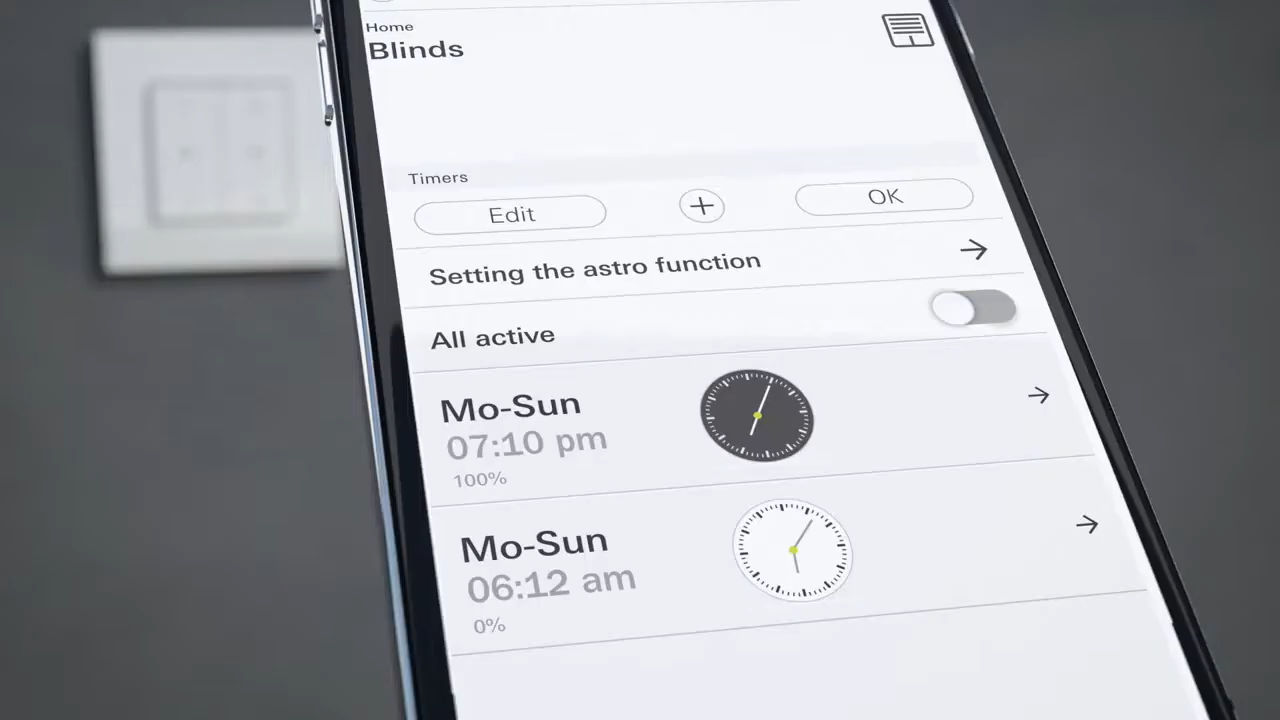 Home
Blinds
Timers
Edit
+
OK
Setting the astro function
All active
Mo-Sun
07:10 pm
100%
Mo-Sun
06:12 am
0%